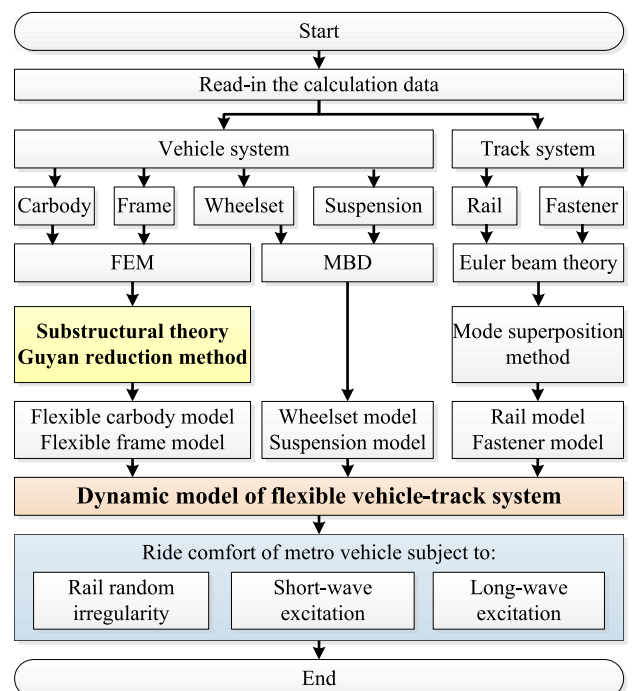 Start
Read-in the calculation data
Vehicle system
Track system
Carbody
Frame
Wheelset
Suspension
Rail
Fastener
FEM
MBD
Euler beam theory
Substructural theory
Guyan reduction method
Mode superposition
method
Flexible carbody model
Flexible frame model
Wheelset model
Suspension model
Rail model
Fastener model
Dynamic model of flexible vehicle-track system
Ride comfort of metro vehicle subject to:
Rail random
irregularity
Short-wave
excitation
Long-wave
excitation
End